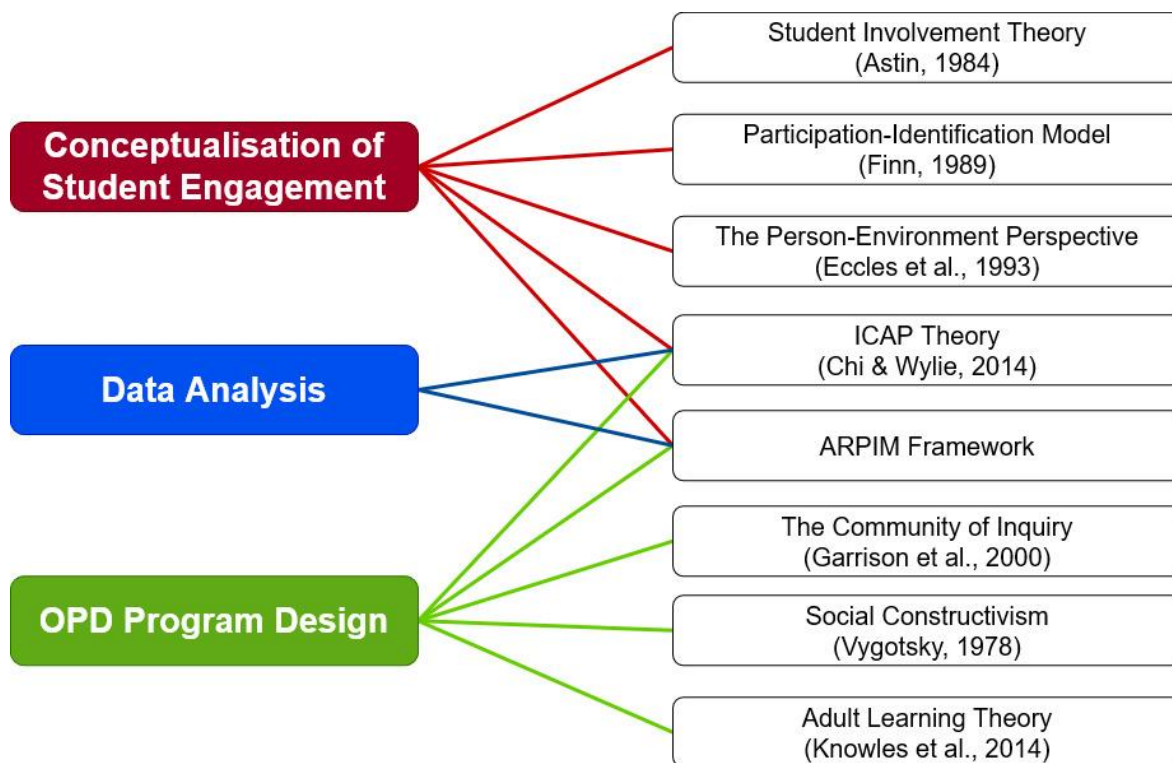 Conceptualisation of
Student Engagement
Data Analysis
OPD Program Design
Student Involvement Theory
(Astin, 1984)
Participation-Identification Model
(Finn, 1989)
The Person-Environment Perspective
(Eccles et al., 1993)
ICAP Theory
(Chi & Wylie, 2014)
ARPIM Framework
The Community of Inquiry
(Garrison et al., 2000)
Social Constructivism
(Vygotsky, 1978)
Adult Learning Theory
(Knowles et al., 2014)